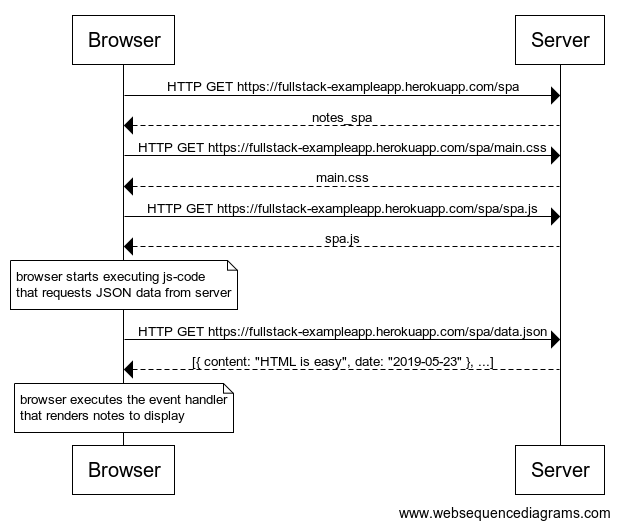 Browser
Server
HTTP GET https://fullstack-exampleapp.herokuapp.com/spa
notes_spa
HTTP GET https://fullstack-exampleapp.herokuapp.com/spa/main.css
main.css
HTTP GET https://fullstack-exampleapp.herokuapp.com/spa/spa.js
spa.js
browser starts executing js-code
that requests JSON data from server
HTTP GET https://fullstack-exampleapp.herokuapp.com/spa/data.json
[{ content: "HTML is easy", date: "2019-05-23" }, ...]
browser executes the event handler
that renders notes to display
Browser
Server
www.websequencediagrams.com